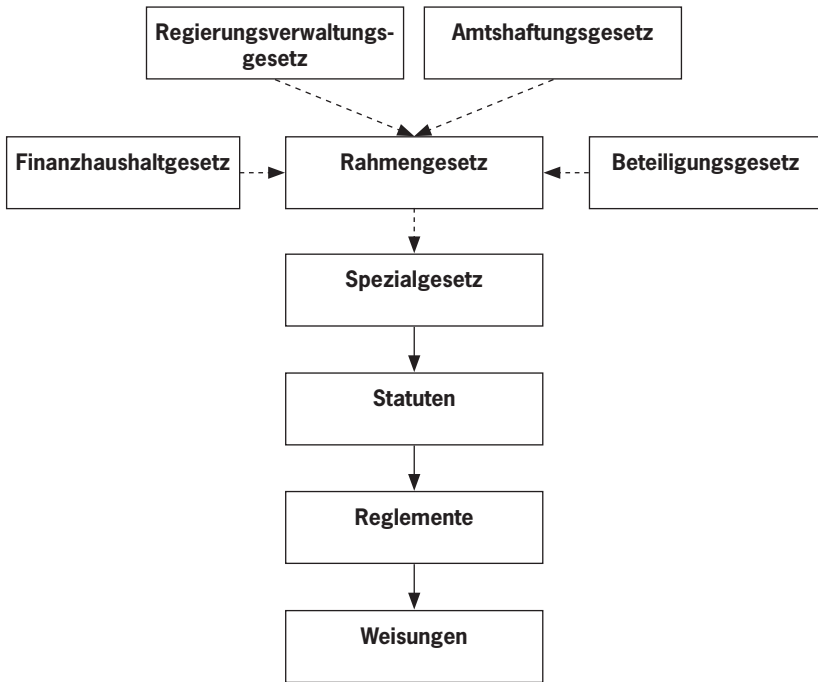 Regierungsverwaltungs-
gesetz
Amtshaftungsgesetz
Finanzhaushaltgesetz
Rahmengesetz
Beteiligungsgesetz
Spezialgesetz
Statuten
Reglemente
Weisungen